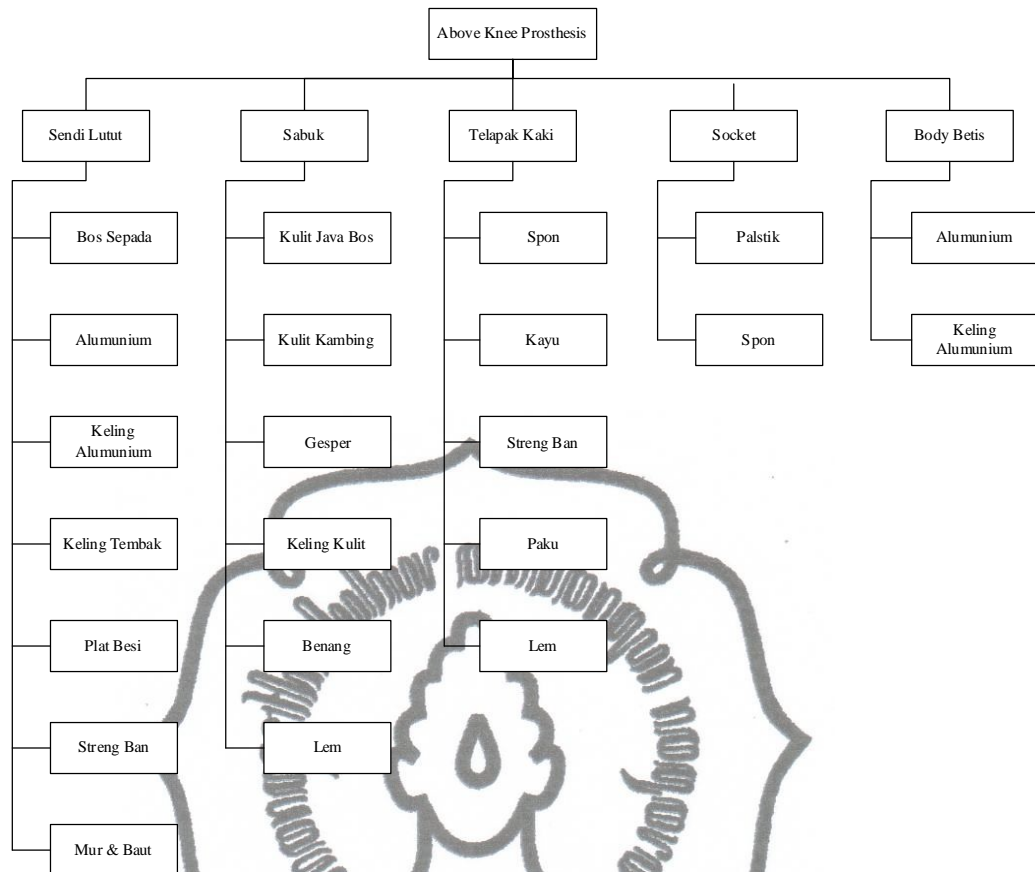 Above Knee Prosthesis
Sendi Lutut
Sabuk
Telapak Kaki
Socket
Body Betis
Bos Sepada
Kulit Java Bos
Spon
Palstik
Alumunium
Alumunium
Kulit Kambing
Kayu
Spon
Keling
Alumunium
Keling
Alumunium
Gesper
Streng Ban
Keling Tembak
Keling Kulit
Paku
Plat Besi
Benang
Lem
Streng Ban
Lem
Mur & Baut